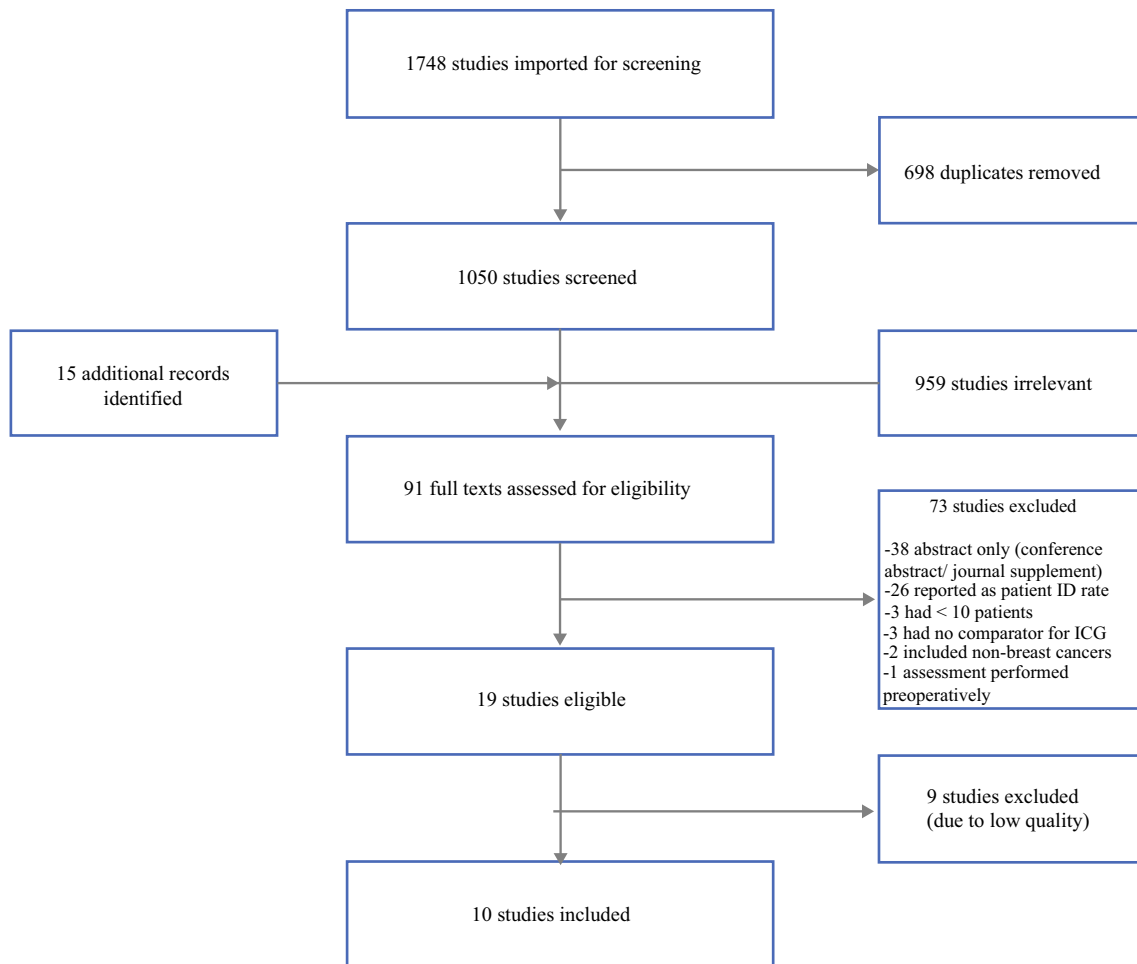 1748 studies imported for screening
698 duplicates removed
1050 studies screened
15 additional records
identified
959 studies irrelevant
91 full texts assessed for eligibility
73 studies excluded
-38 abstract only (conference
abstract/ journal supplement)
-26 reported as patient ID rate
-3 had < 10 patients
-3 had no comparator for ICG
-2 included non-breast cancers
-1 assessment performed
preoperatively
19 studies eligible
9 studies excluded
(due to low quality)
10 studies included